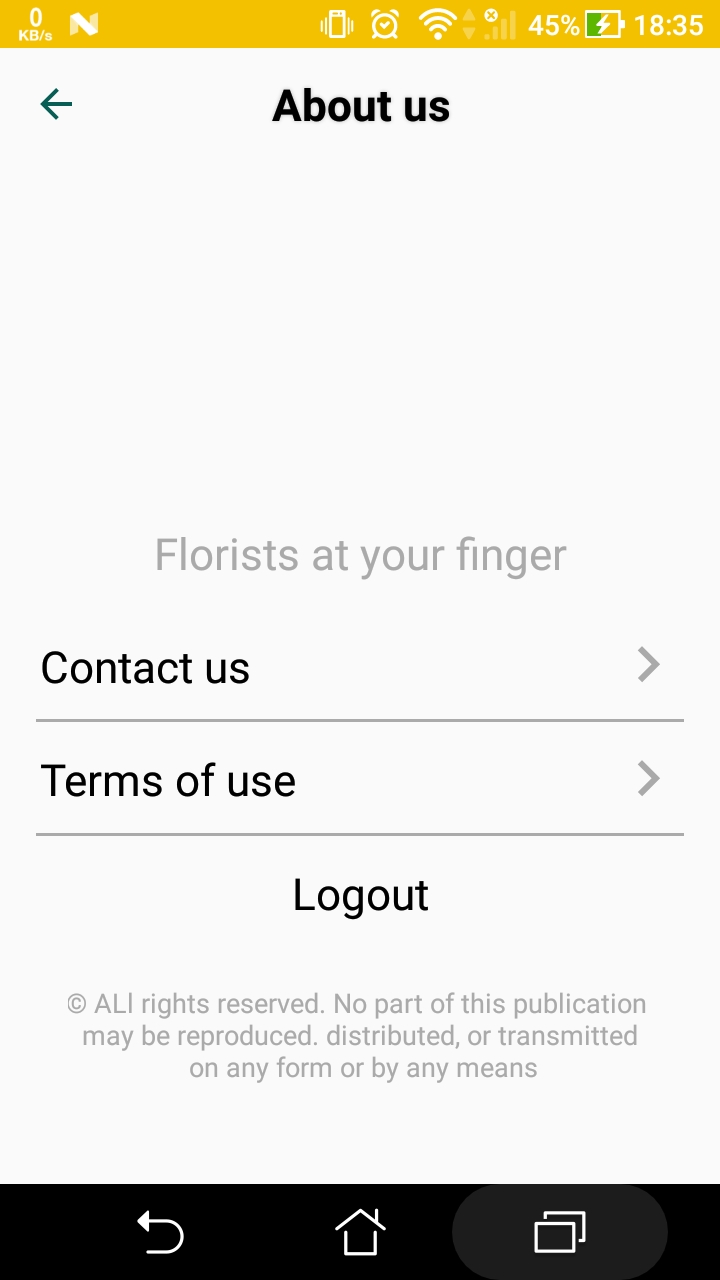 0
KB/s
45%
18:35
About us
Florists at your finger
Contact us
Terms of use
Logout
© ALl rights reserved. No part of this publication
may be reproduced. distributed, or transmitted
on any form or by any means